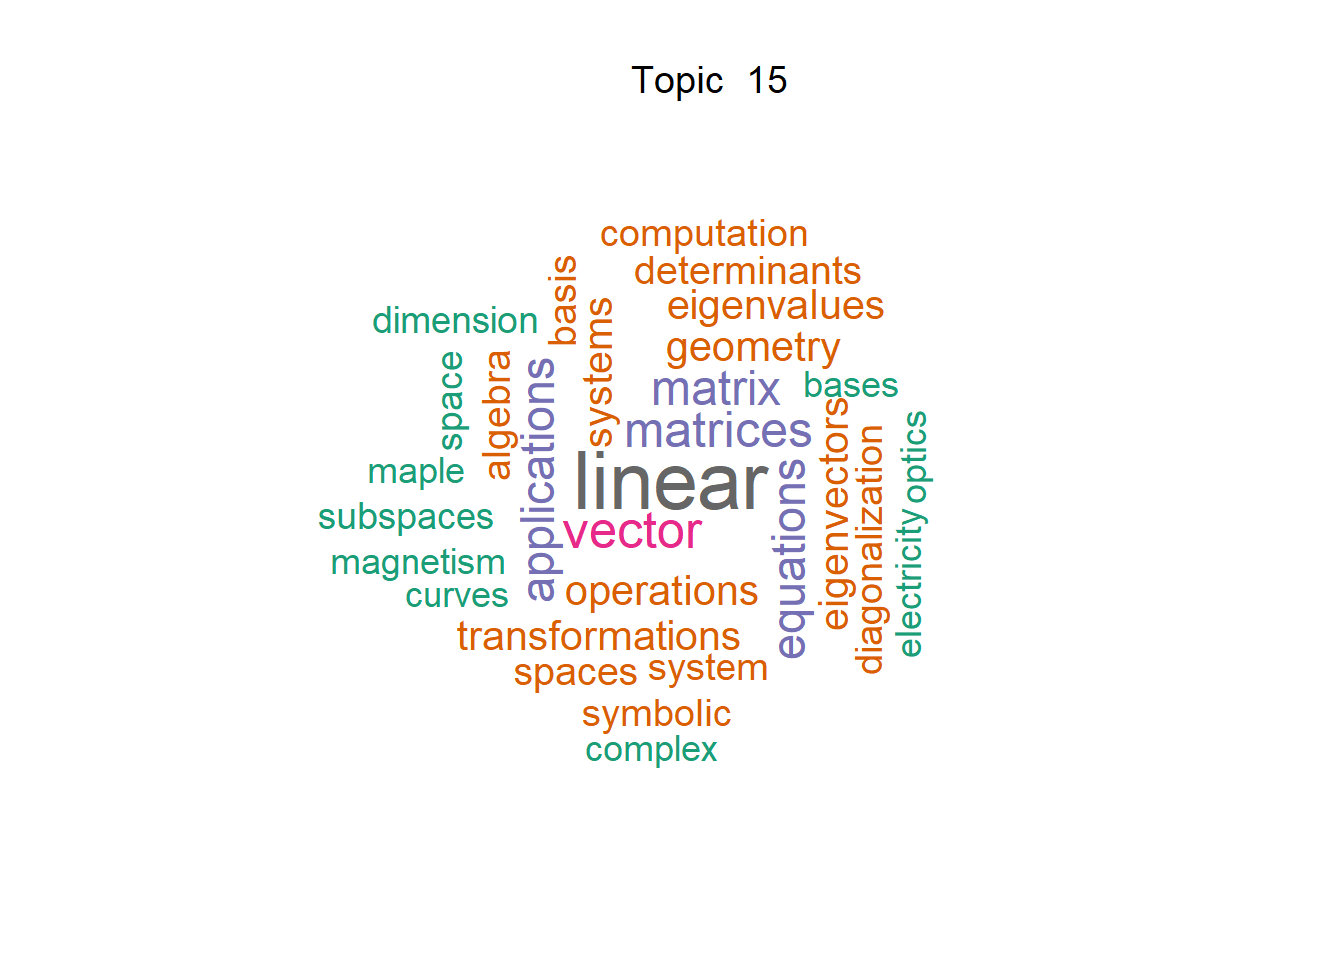 Topic 15
computation
determinants
eigenvalues
geometry
basis
systems
dimension
space
algebra
applications
matrix
bases
matrices
linear
vector
equations
eigenvectors
diagonalization
optics
electricity
maple
subspaces
magnetism
curves
operations
transformations
spaces
system
symbolic
complex